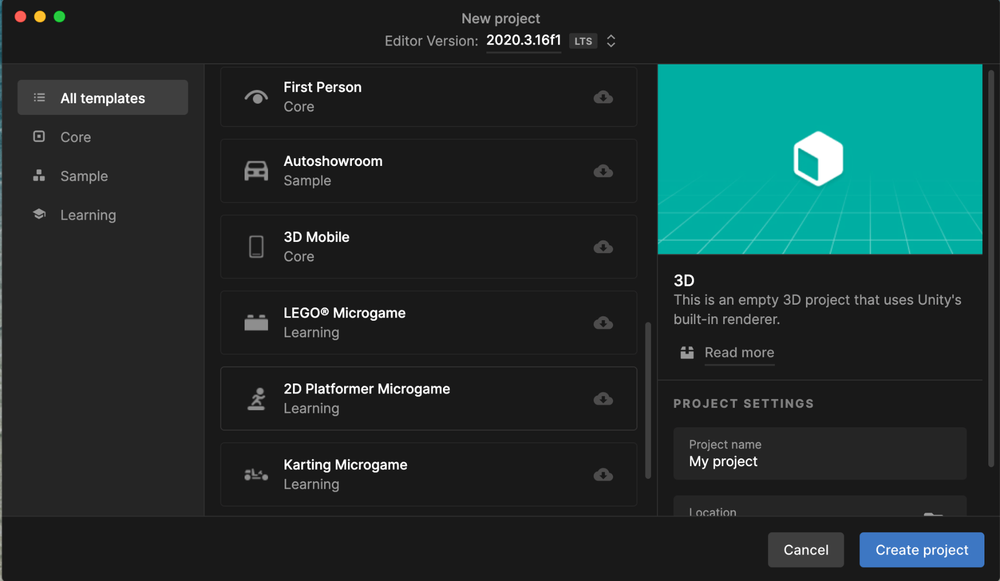 New project
Editor Version: 2020.3.16f1 LTS
All templates
Core
Sample
Learning
First Person
Core
Autoshowroom
Sample
3D Mobile
Core
LEGO® Microgame
Learning
2D Platformer Microgame
Learning
Karting Microgame
Learning
3D
This is an empty 3D project that uses Unity's
built-in renderer.
Read more
PROJECT SETTINGS
Project name
My project
Location
Cancel
Create project